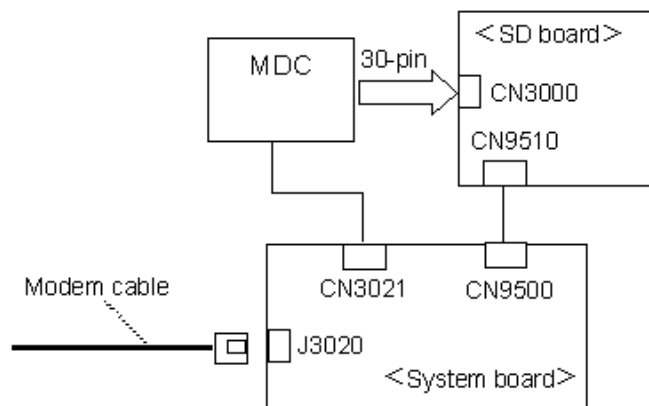 MDC
30-pin
<SD board>
CN3000
CN9510
CN3021
CN9500
Modem cable
J3020
<System board>